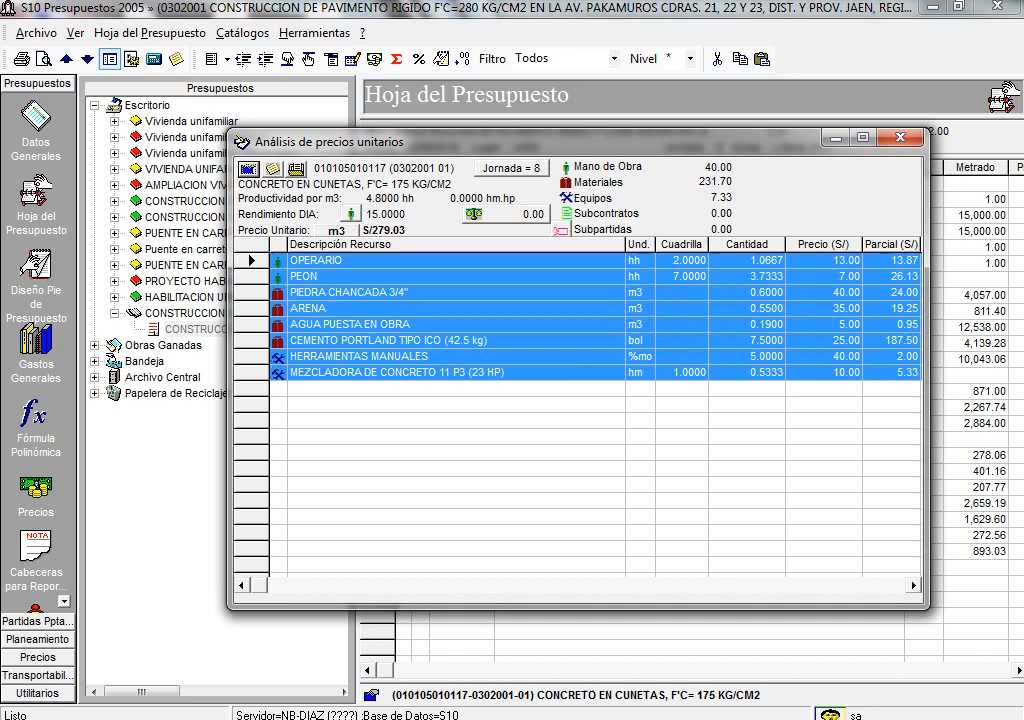 S10 Presupuestos 2005 » (0302001 CONSTRUCCION DE PAVIMENTO RIGIDO F'C=280 KG/CM2 EN LA AV. PAKAMUROS CDRAS. 21, 22 Y 23, DIST. Y PROV. JAEN, REGI...
Archivo Ver Hoja del Presupuesto Catálogos Herramientas ?
Filtro Todos Nivel *
Presupuestos
Datos Generales
Hoja del Presupuesto
Diseño Pie de Presupuesto
Gastos Generales
Fórmula Polinómica
Precios
NOTA
Cabeceras para Repor...
Partidas Ppta...
Planeamiento
Precios
Transportabil...
Utilitarios
Presupuestos
Escritorio
Vivienda unifamiliar
Vivienda unifami
Vivienda unifami
VIVIENDA UNIFA
AMPLIACION VIV
CONSTRUCCION
CONSTRUCCION
PUENTE EN CAR
Puente en carret
PUENTE EN CAR
PROYECTO HAB
HABILITACION U
CONSTRUCCION
CONSTRUCC
Obras Ganadas
Bandeja
Archivo Central
Papelera de Reciclaje
Hoja del Presupuesto
2.00
Metrado P
1.00
15,000.00
15,000.00
1.00
1.00
4,057.00
811.40
12,538.00
4,139.28
10,043.06
871.00
2,267.74
2,884.00
278.06
401.16
207.77
2,659.19
1,629.60
272.56
893.03
Análisis de precios unitarios
010105010117 (0302001 01) Jornada = 8
CONCRETO EN CUNETAS, F'C= 175 KG/CM2
Productividad por m3: 4.8000 hh 0.0000 hm.hp
Rendimiento DIA: 15.0000 0.00
Precio Unitario: m3 S/279.03
Mano de Obra 40.00
Materiales 231.70
Equipos 7.33
Subcontratos 0.00
Subpartidas 0.00
Descripción Recurso Und. Cuadrilla Cantidad Precio (S/) Parcial (S/)
OPERARIO hh 2.0000 1.0667 13.00 13.87
PEON hh 7.0000 3.7333 7.00 26.13
PIEDRA CHANCADA 3/4" m3 0.6000 40.00 24.00
ARENA m3 0.5500 35.00 19.25
AGUA PUESTA EN OBRA m3 0.1900 5.00 0.95
CEMENTO PORTLAND TIPO ICO (42.5 kg) bol 7.5000 25.00 187.50
HERRAMIENTAS MANUALES %mo 5.0000 40.00 2.00
MEZCLADORA DE CONCRETO 11 P3 (23 HP) hm 1.0000 0.5333 10.00 5.33
(010105010117-0302001-01) CONCRETO EN CUNETAS, F'C= 175 KG/CM2
Listo Servidor=NB-DIAZ (????) :Base de Datos=S10 sa